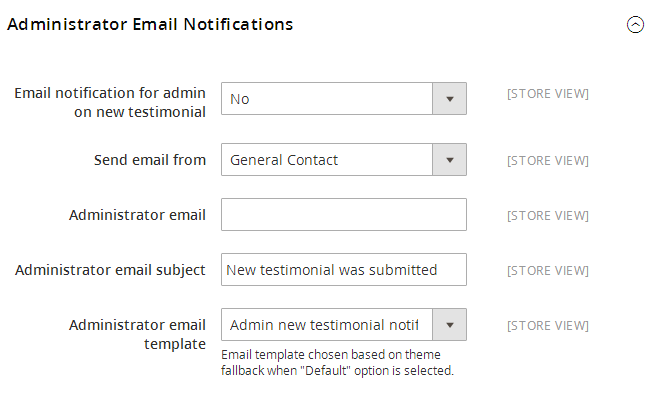 Administrator Email Notifications
Email notification for admin
on new testimonial
No
[STORE VIEW]
Send email from
General Contact
[STORE VIEW]
Administrator email
[STORE VIEW]
Administrator email subject
New testimonial was submitted
[STORE VIEW]
Administrator email
template
Admin new testimonial notif
[STORE VIEW]
Email template chosen based on theme
fallback when "Default" option is selected.